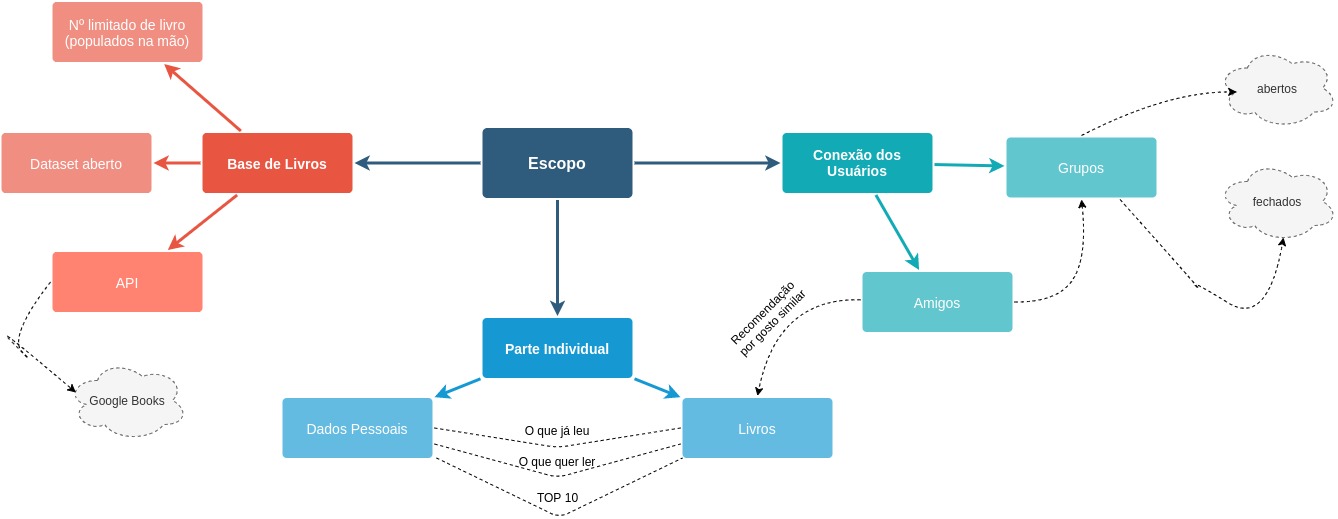 Nº limitado de livro
(populados na mão)
abertos
Dataset aberto
Base de Livros
Escopo
Conexão dos
Usuários
Grupos
fechados
API
Amigos
Recomendação
por gosto similar
Parte Individual
Google Books
Dados Pessoais
O que já leu
Livros
O que quer ler
TOP 10